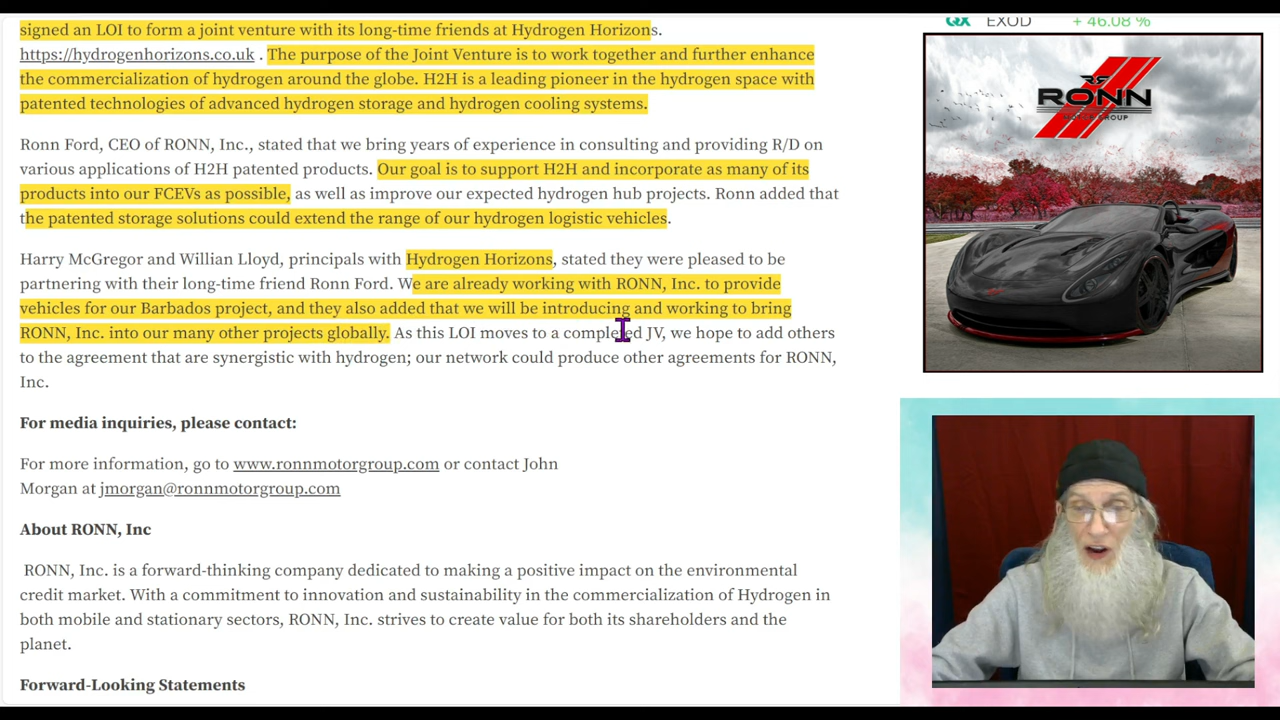 signed an LOI to form a joint venture with its long-time friends at Hydrogen Horizons.
https://hydrogenhorizons.co.uk . The purpose of the Joint Venture is to work together and further enhance
the commercialization of hydrogen around the globe. H2H is a leading pioneer in the hydrogen space with
patented technologies of advanced hydrogen storage and hydrogen cooling systems.
Ronn Ford, CEO of RONN, Inc., stated that we bring years of experience in consulting and providing R/D on
various applications of H2H patented products. Our goal is to support H2H and incorporate as many of its
products into our FCEVs as possible, as well as improve our expected hydrogen hub projects. Ronn added that
the patented storage solutions could extend the range of our hydrogen logistic vehicles.
Harry McGregor and Willian Lloyd, principals with Hydrogen Horizons, stated they were pleased to be
partnering with their long-time friend Ronn Ford. We are already working with RONN, Inc. to provide
vehicles for our Barbados project, and they also added that we will be introducing and working to bring
RONN, Inc. into our many other projects globally. As this LOI moves to a completed JV, we hope to add others
to the agreement that are synergistic with hydrogen; our network could produce other agreements for RONN,
Inc.
For media inquiries, please contact:
For more information, go to www.ronnmotorgroup.com or contact John
Morgan at jmorgan@ronnmotorgroup.com
About RONN, Inc
RONN, Inc. is a forward-thinking company dedicated to making a positive impact on the environmental
credit market. With a commitment to innovation and sustainability in the commercialization of Hydrogen in
both mobile and stationary sectors, RONN, Inc. strives to create value for both its shareholders and the
planet.
Forward-Looking Statements
QX EXOD + 46.08 %
RONN
MOTOR GROUP